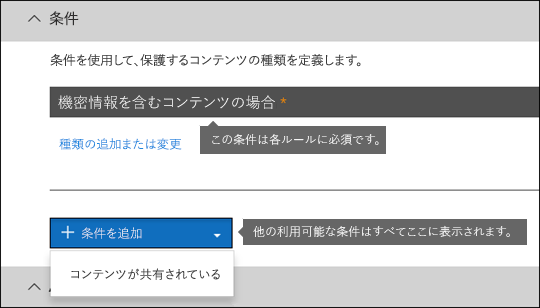 条件
条件を使用して、保護するコンテンツの種類を定義します。
機密情報を含むコンテンツの場合 *
種類の追加または変更
この条件は各ルールに必須です。
条件を追加
他の利用可能な条件はすべてここに表示されます。
コンテンツが共有されている